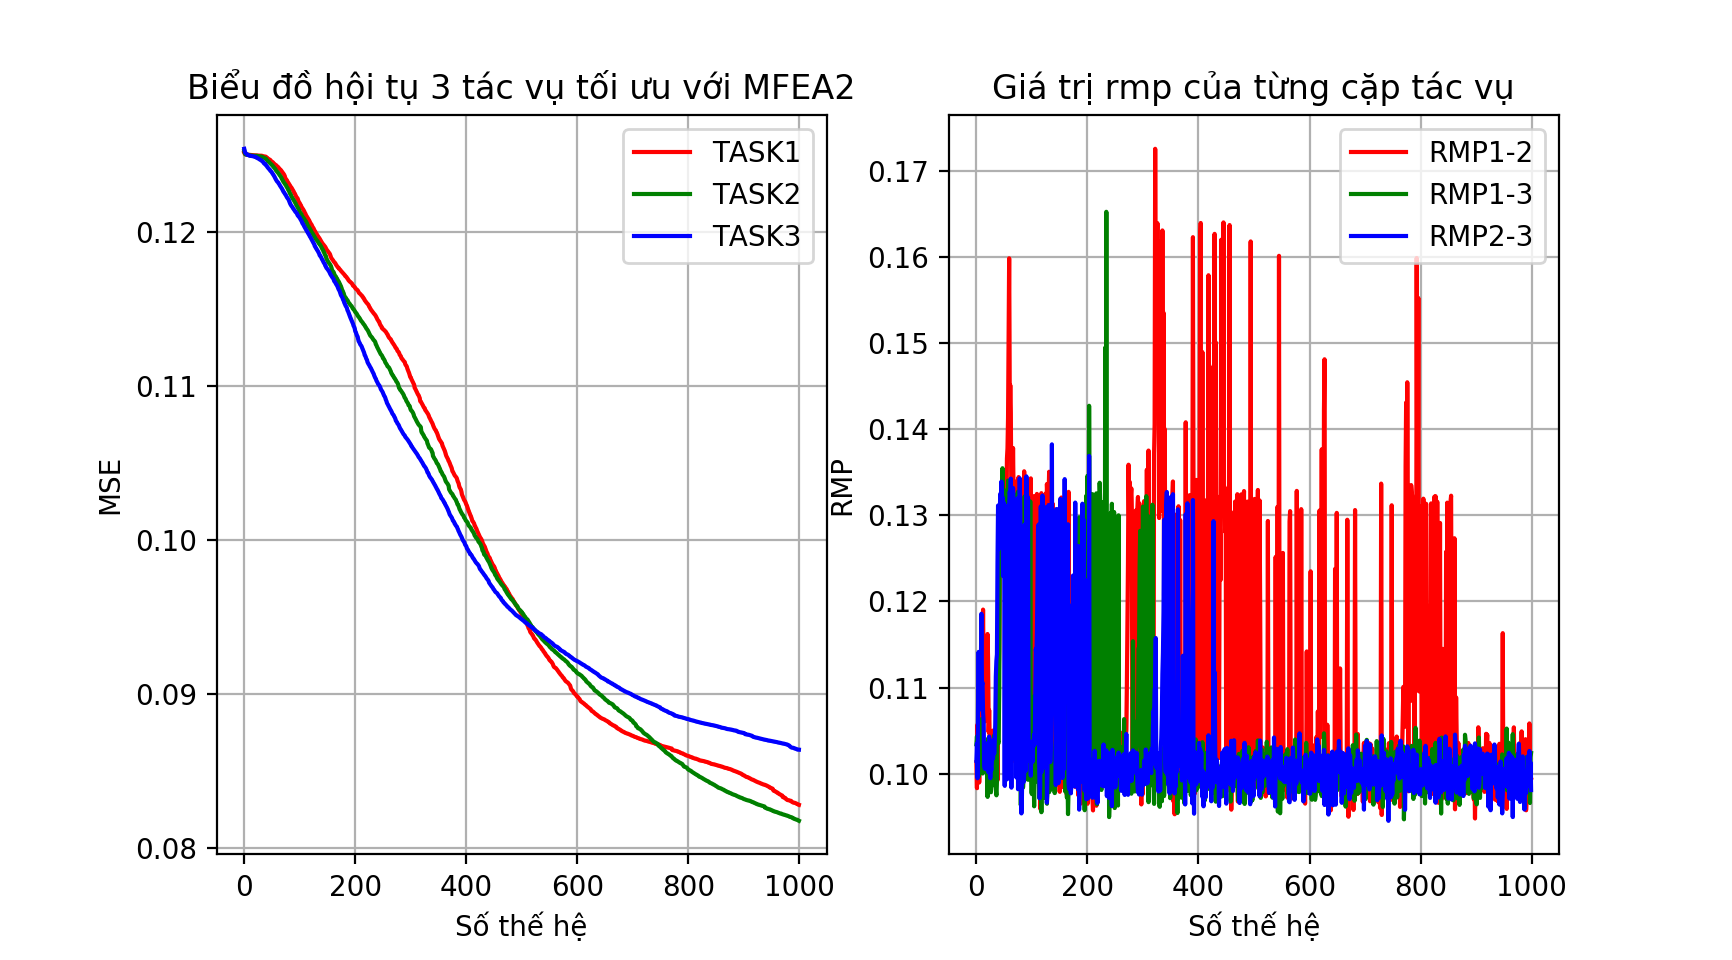 Biểu đồ hội tụ 3 tác vụ tối ưu với MFEA2
TASK1
TASK2
TASK3
0.12
0.11
0.10
0.09
0.08
MSE
0 200 400 600 800 1000
Số thế hệ
Giá trị rmp của từng cặp tác vụ
RMP1-2
RMP1-3
RMP2-3
0.17
0.16
0.15
0.14
0.13
0.12
0.11
0.10
RMP
0 200 400 600 800 1000
Số thế hệ